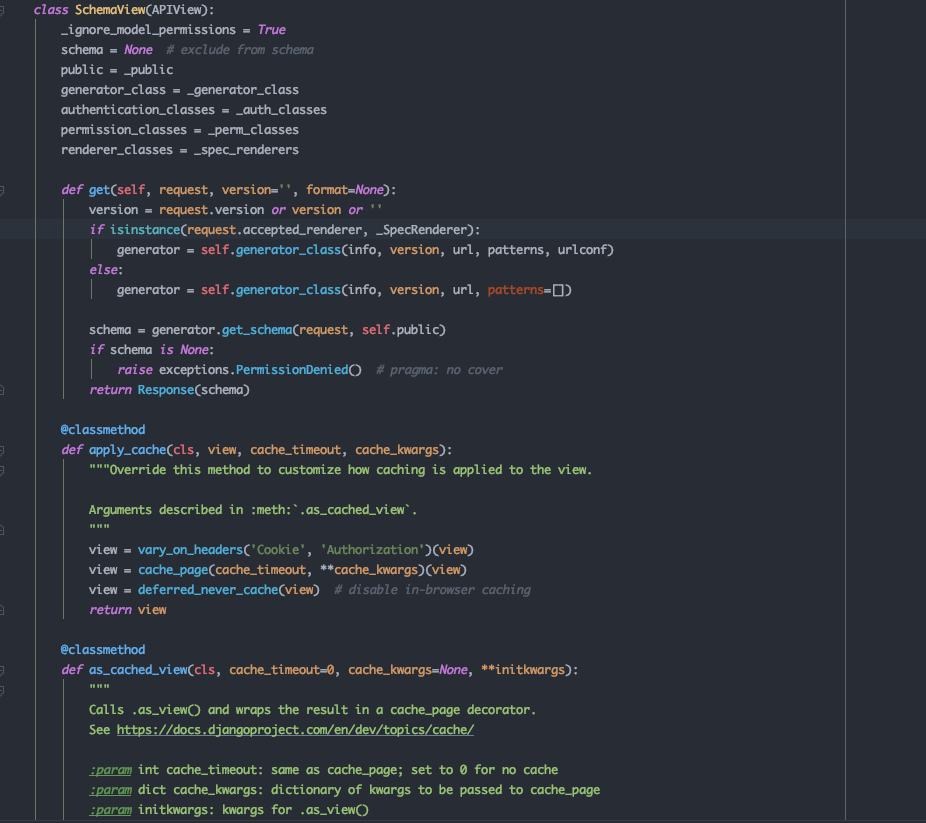 class SchemaView(APIView):
    _ignore_model_permissions = True
    schema = None  # exclude from schema
    public = _public
    generator_class = _generator_class
    authentication_classes = _auth_classes
    permission_classes = _perm_classes
    renderer_classes = _spec_renderers

    def get(self, request, version='', format=None):
        version = request.version or version or ''
        if isinstance(request.accepted_renderer, _SpecRenderer):
            generator = self.generator_class(info, version, url, patterns, urlconf)
        else:
            generator = self.generator_class(info, version, url, patterns=[])

        schema = generator.get_schema(request, self.public)
        if schema is None:
            raise exceptions.PermissionDenied()  # pragma: no cover
        return Response(schema)

    @classmethod
    def apply_cache(cls, view, cache_timeout, cache_kwargs):
        """Override this method to customize how caching is applied to the view.

        Arguments described in :meth:`.as_cached_view`.
        """
        view = vary_on_headers('Cookie', 'Authorization')(view)
        view = cache_page(cache_timeout, **cache_kwargs)(view)
        view = deferred_never_cache(view)  # disable in-browser caching
        return view

    @classmethod
    def as_cached_view(cls, cache_timeout=0, cache_kwargs=None, **initkwargs):
        """
        Calls .as_view() and wraps the result in a cache_page decorator.
        See https://docs.djangoproject.com/en/dev/topics/cache/

        :param int cache_timeout: same as cache_page; set to 0 for no cache
        :param dict cache_kwargs: dictionary of kwargs to be passed to cache_page
        :param initkwargs: kwargs for .as_view()